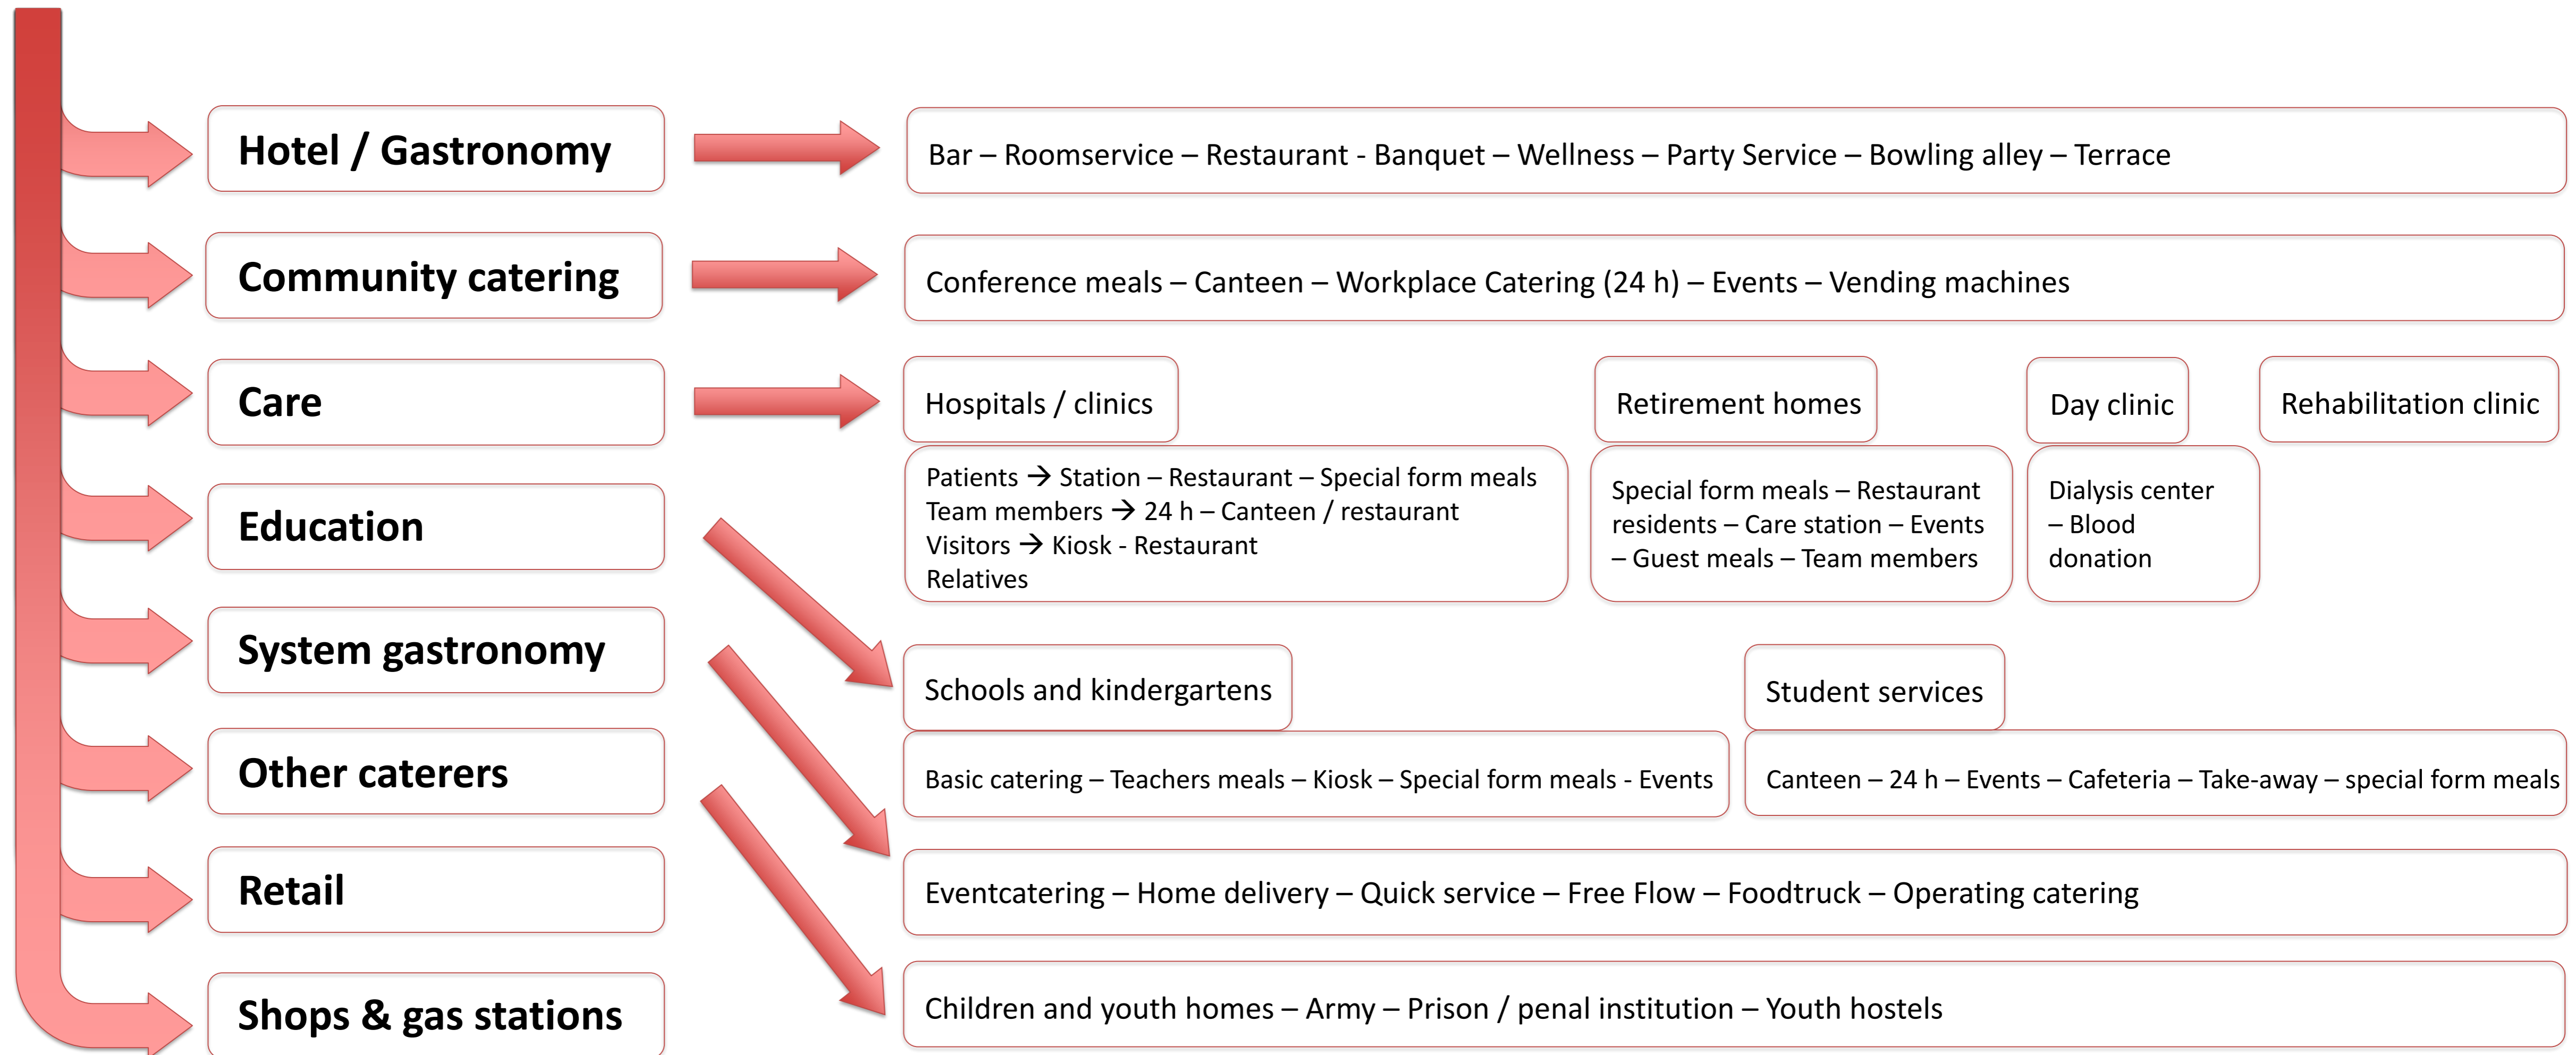 Hotel / Gastronomy
Bar – Roomservice – Restaurant - Banquet – Wellness – Party Service – Bowling alley – Terrace
Community catering
Conference meals – Canteen – Workplace Catering (24 h) – Events – Vending machines
Care
Hospitals / clinics
Patients → Station – Restaurant – Special form meals
Team members → 24 h – Canteen / restaurant
Visitors → Kiosk - Restaurant
Relatives
Retirement homes
Special form meals – Restaurant
residents – Care station – Events
– Guest meals – Team members
Day clinic
Dialysis center
– Blood
donation
Rehabilitation clinic
Education
Schools and kindergartens
Basic catering – Teachers meals – Kiosk – Special form meals - Events
Student services
Canteen – 24 h – Events – Cafeteria – Take-away – special form meals
System gastronomy
Eventcatering – Home delivery – Quick service – Free Flow – Foodtruck – Operating catering
Other caterers
Children and youth homes – Army – Prison / penal institution – Youth hostels
Retail
Shops & gas stations